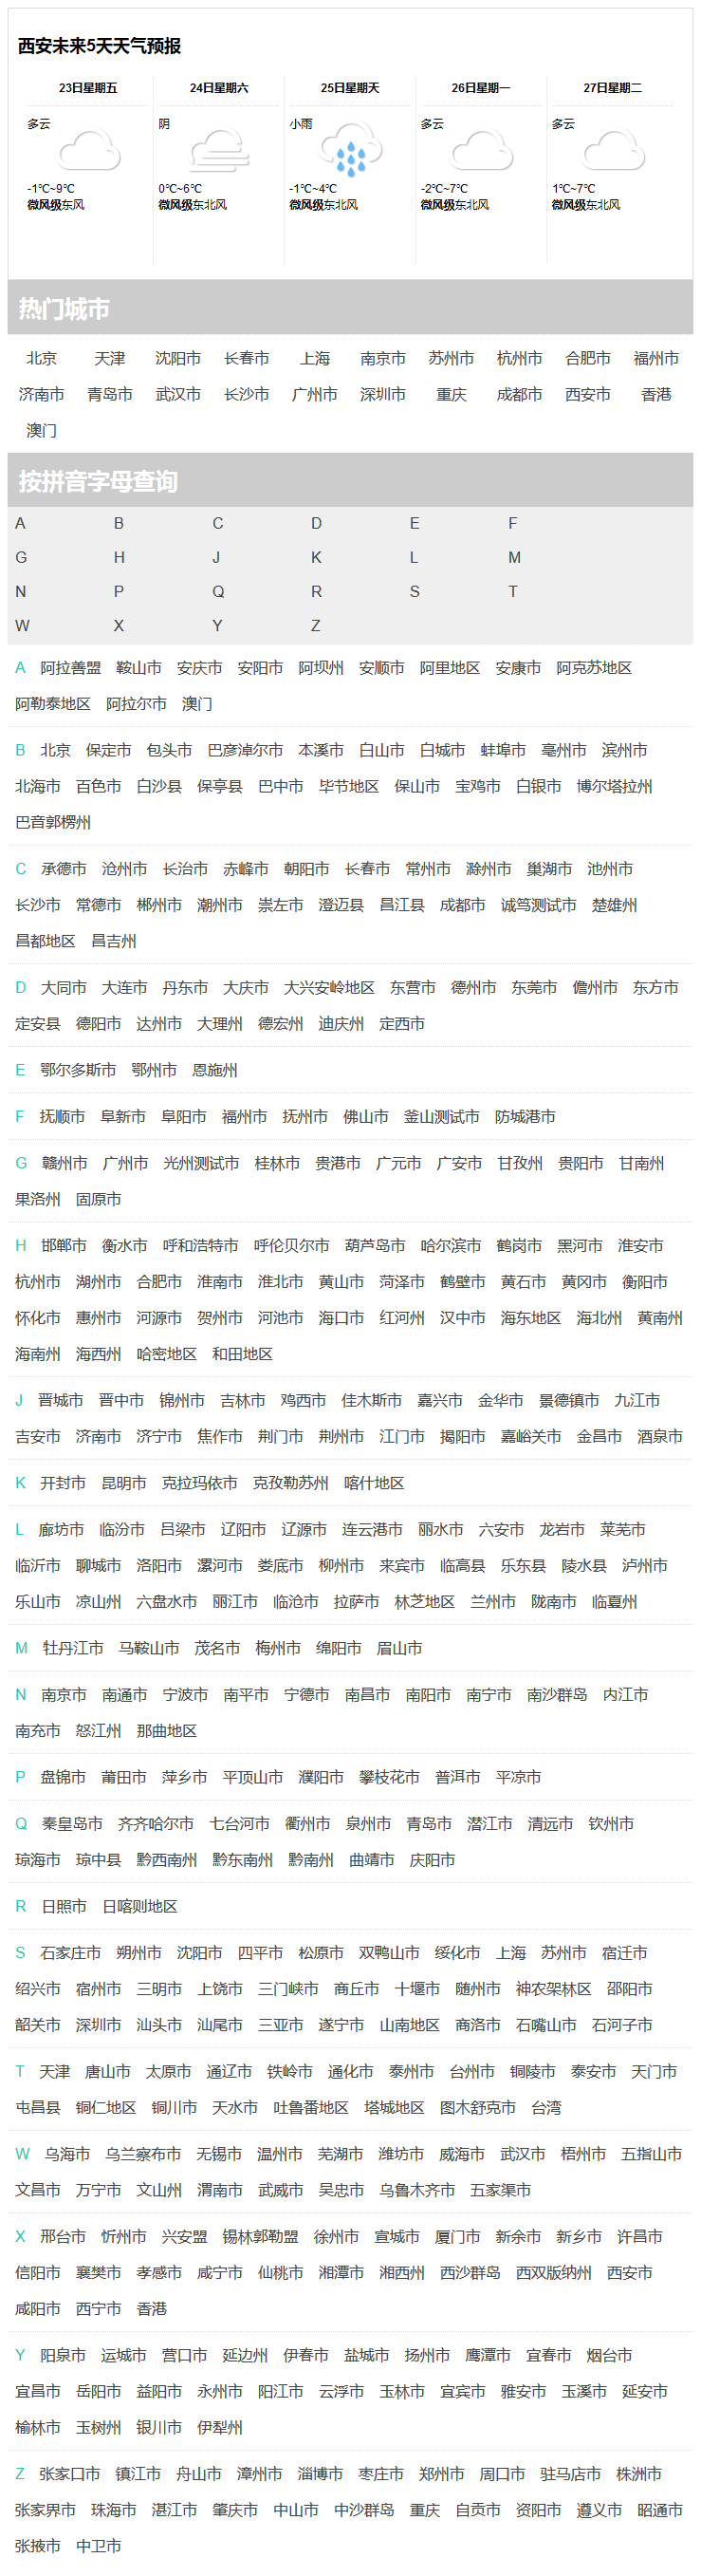 西安未来5天天气预报
23日星期五 24日星期六 25日星期天 26日星期一 27日星期二
多云 阴 小雨 多云 多云
-1℃~9℃ 0℃~6℃ -1℃~4℃ -2℃~7℃ 1℃~7℃
微风级东风 微风级东北风 微风级东北风 微风级东北风 微风级东北风
热门城市
北京 天津 沈阳市 长春市 上海 南京市 苏州市 杭州市 合肥市 福州市
济南市 青岛市 武汉市 长沙市 广州市 深圳市 重庆 成都市 西安市 香港
澳门
按拼音字母查询
A B C D E F
G H J K L M
N P Q R S T
W X Y Z
A 阿拉善盟 鞍山市 安庆市 安阳市 阿坝州 安顺市 阿里地区 安康市 阿克苏地区
阿勒泰地区 阿拉尔市 澳门
B 北京 保定市 包头市 巴彦淖尔市 本溪市 白山市 白城市 蚌埠市 亳州市 滨州市
北海市 百色市 白沙县 保亭县 巴中市 毕节地区 保山市 宝鸡市 白银市 博尔塔拉州
巴音郭楞州
C 承德市 沧州市 长治市 赤峰市 朝阳市 长春市 常州市 滁州市 巢湖市 池州市
长沙市 常德市 郴州市 潮州市 崇左市 澄迈县 昌江县 成都市 诚笃测试市 楚雄州
昌都地区 昌吉州
D 大同市 大连市 丹东市 大庆市 大兴安岭地区 东营市 德州市 东莞市 儋州市 东方市
定安县 德阳市 达州市 大理州 德宏州 迪庆州 定西市
E 鄂尔多斯市 鄂州市 恩施州
F 抚顺市 阜新市 阜阳市 福州市 抚州市 佛山市 釜山测试市 防城港市
G 赣州市 广州市 光州测试市 桂林市 贵港市 广元市 广安市 甘孜州 贵阳市 甘南州
果洛州 固原市
H 邯郸市 衡水市 呼和浩特市 呼伦贝尔市 葫芦岛市 哈尔滨市 鹤岗市 黑河市 淮安市
杭州市 湖州市 合肥市 淮南市 淮北市 黄山市 菏泽市 鹤壁市 黄石市 黄冈市 衡阳市
怀化市 惠州市 河源市 贺州市 河池市 海口市 红河州 汉中市 海东地区 海北州 黄南州
海南州 海西州 哈密地区 和田地区
J 晋城市 晋中市 锦州市 吉林市 鸡西市 佳木斯市 嘉兴市 金华市 景德镇市 九江市
吉安市 济南市 济宁市 焦作市 荆门市 荆州市 江门市 揭阳市 嘉峪关市 金昌市 酒泉市
K 开封市 昆明市 克拉玛依市 克孜勒苏州 喀什地区
L 廊坊市 临汾市 吕梁市 辽阳市 辽源市 连云港市 丽水市 六安市 龙岩市 莱芜市
临沂市 聊城市 洛阳市 漯河市 娄底市 柳州市 来宾市 临高县 乐东县 陵水县 泸州市
乐山市 凉山州 六盘水市 丽江市 临沧市 拉萨市 林芝地区 兰州市 陇南市 临夏州
M 牡丹江市 马鞍山市 茂名市 梅州市 绵阳市 眉山市
N 南京市 南通市 宁波市 南平市 宁德市 南昌市 南阳市 南宁市 南沙群岛 内江市
南充市 怒江州 那曲地区
P 盘锦市 莆田市 萍乡市 平顶山市 濮阳市 攀枝花市 普洱市 平凉市
Q 秦皇岛市 齐齐哈尔市 七台河市 衢州市 泉州市 青岛市 潜江市 清远市 钦州市
琼海市 琼中县 黔西南州 黔东南州 黔南州 曲靖市 庆阳市
R 日照市 日喀则地区
S 石家庄市 朔州市 沈阳市 四平市 松原市 双鸭山市 绥化市 上海 苏州市 宿迁市
绍兴市 宿州市 三明市 上饶市 三门峡市 商丘市 十堰市 随州市 神农架林区 邵阳市
韶关市 深圳市 汕头市 汕尾市 三亚市 遂宁市 山南地区 商洛市 石嘴山市 石河子市
T 天津 唐山市 太原市 通辽市 铁岭市 通化市 泰州市 台州市 铜陵市 泰安市 天门市
屯昌县 铜仁地区 铜川市 天水市 吐鲁番地区 塔城地区 图木舒克市 台湾
W 乌海市 乌兰察布市 无锡市 温州市 芜湖市 潍坊市 威海市 武汉市 梧州市 五指山市
文昌市 万宁市 文山州 渭南市 武威市 吴忠市 乌鲁木齐市 五家渠市
X 邢台市 忻州市 兴安盟 锡林郭勒盟 徐州市 宣城市 厦门市 新余市 新乡市 许昌市
信阳市 襄樊市 孝感市 咸宁市 仙桃市 湘潭市 湘西州 西沙群岛 西双版纳州 西安市
咸阳市 西宁市 香港
Y 阳泉市 运城市 营口市 延边州 伊春市 盐城市 扬州市 鹰潭市 宜春市 烟台市
宜昌市 岳阳市 益阳市 永州市 阳江市 云浮市 玉林市 宜宾市 雅安市 玉溪市 延安市
榆林市 玉树州 银川市 伊犁州
Z 张家口市 镇江市 舟山市 漳州市 淄博市 枣庄市 郑州市 周口市 驻马店市 株洲市
张家界市 珠海市 湛江市 肇庆市 中山市 中沙群岛 重庆 自贡市 资阳市 遵义市 昭通市
张掖市 中卫市